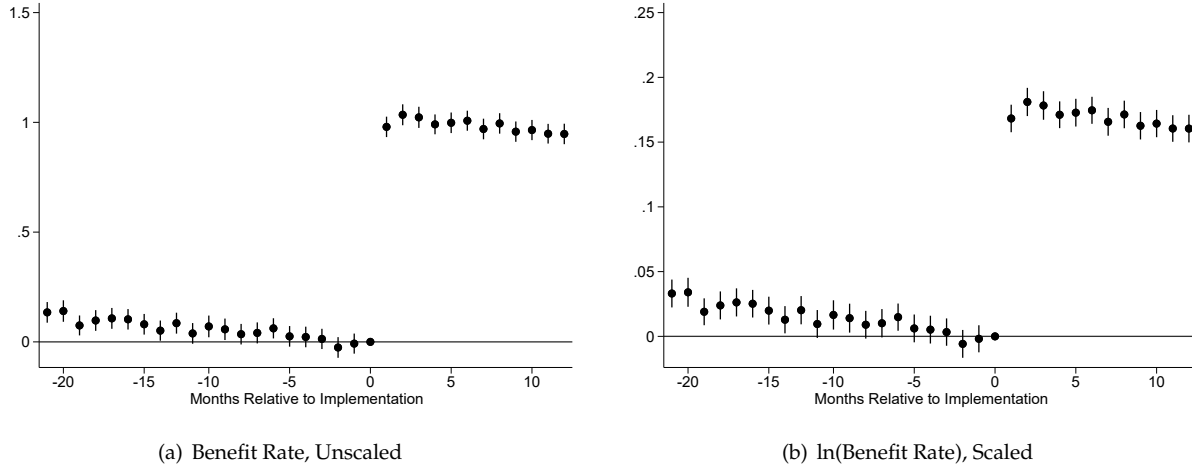 1.5
1
.5
0
-20 -15 -10 -5 0 5 10
Months Relative to Implementation
(a) Benefit Rate, Unscaled
.25
.2
.15
.1
.05
0
-20 -15 -10 -5 0 5 10
Months Relative to Implementation
(b) ln(Benefit Rate), Scaled